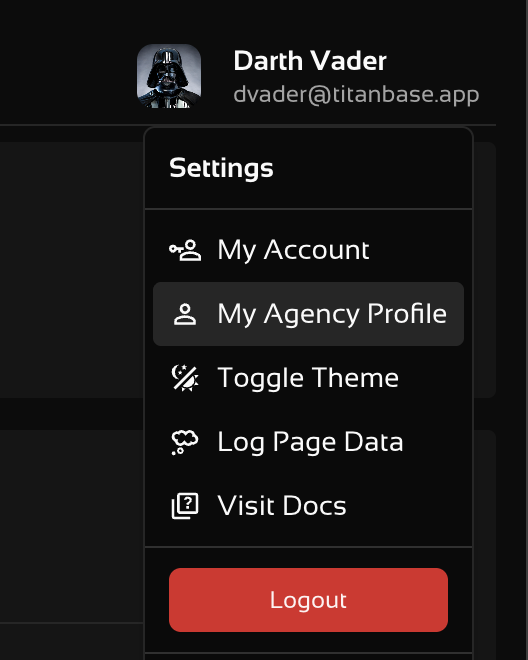 Darth Vader
dvader@titanbase.app
Settings
My Account
My Agency Profile
Toggle Theme
Log Page Data
Visit Docs
Logout